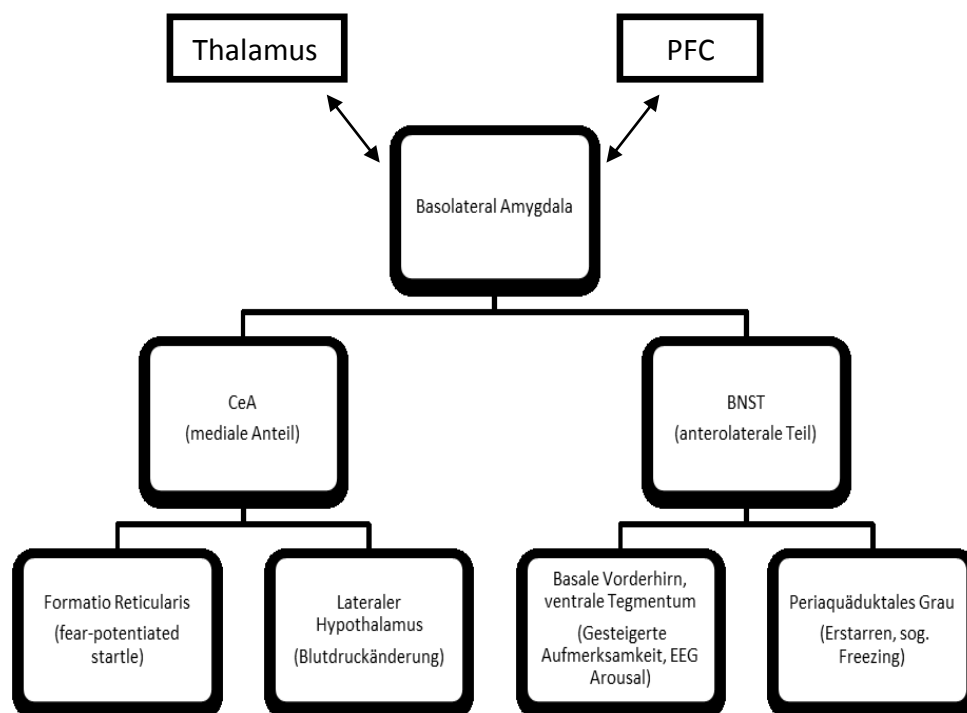 Thalamus
PFC
Basolateral Amygdala
CeA
(mediale Anteil)
BNST
(anterolaterale Teil)
Formatio Reticularis
(fear-potentiated
startle)
Lateraler
Hypothalamus
(Blutdruckänderung)
Basale Vorderhirn,
ventrale Tegmentum
(Gesteigerte
Aufmerksamkeit, EEG
Arousal)
Periaquäduktales Grau
(Erstarren, sog.
Freezing)